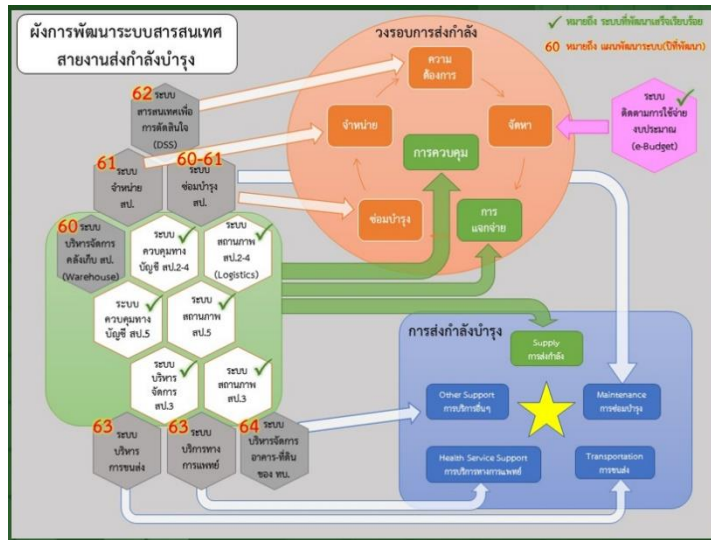 ผังการพัฒนาระบบสารสนเทศ
สายงานส่งกำลังบำรุง
หมายถึง ระบบที่พัฒนาเสร็จเรียบร้อย
60 หมายถึง แผนพัฒนาระบบ(ปีที่พัฒนา)
วงรอบการส่งกำลัง
ความ
ต้องการ
จัดหา
การ
แจกจ่าย
ซ่อมบำรุง
จำหน่าย
การควบคุม
ระบบ
ติดตามการใช้จ่าย
งบประมาณ
(e-Budget)
62 ระบบ
สารสนเทศเพื่อ
การตัดสินใจ
(DSS)
61 ระบบ
จำหน่าย
สป.
60-61
ระบบ
ซ่อมบำรุง
สป.
60 ระบบ
บริหารจัดการ
คลังเก็บ สป.
(Warehouse)
ระบบ
ควบคุมทาง
บัญชี สป.2-4
ระบบ
สถานภาพ
สป.2-4
(Logistics)
ระบบ
ควบคุมทาง
บัญชี สป.5
ระบบ
สถานภาพ
สป.5
ระบบ
บริหาร
จัดการ
สป.3
ระบบ
สถานภาพ
สป.3
63 ระบบ
บริหาร
การขนส่ง
63 ระบบ
บริการทาง
การแพทย์
64 ระบบ
บริหารจัดการ
อาคาร-ที่ดิน
ของ ทบ.
การส่งกำลังบำรุง
Supply
การส่งกำลัง
Other Support
การบริการอื่นๆ
Maintenance
การซ่อมบำรุง
Health Service Support
การบริการทางการแพทย์
Transportation
การขนส่ง